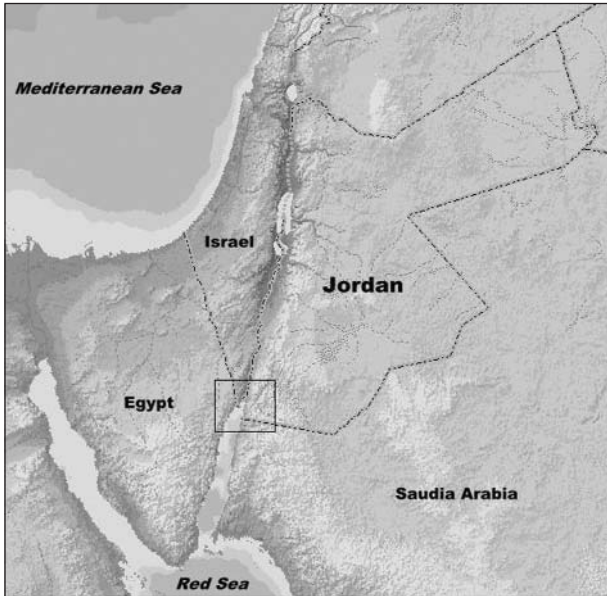 Mediterranean Sea
Israel
Jordan
Egypt
Saudia Arabia
Red Sea